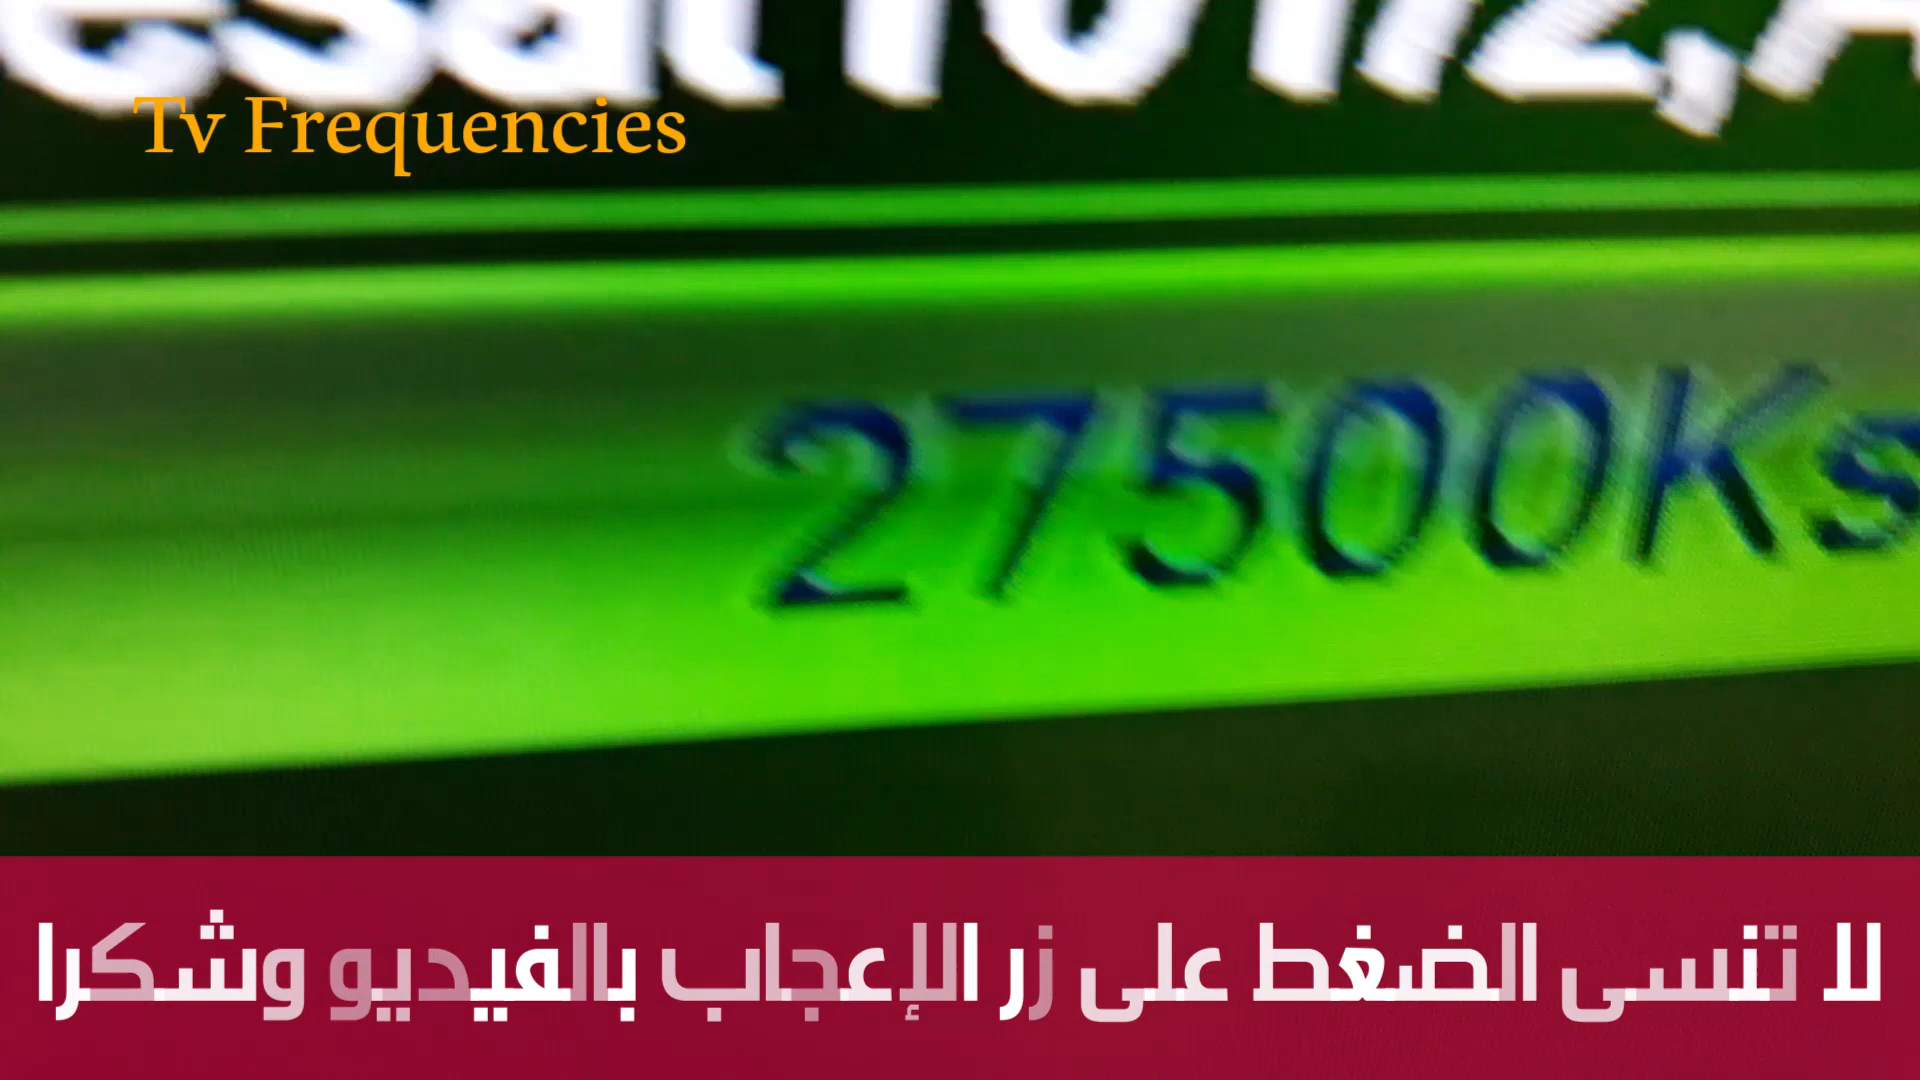 Tv Frequencies
27500Ks
لا تنسى الضغط على زر الإعجاب بالفيديو وشكرا